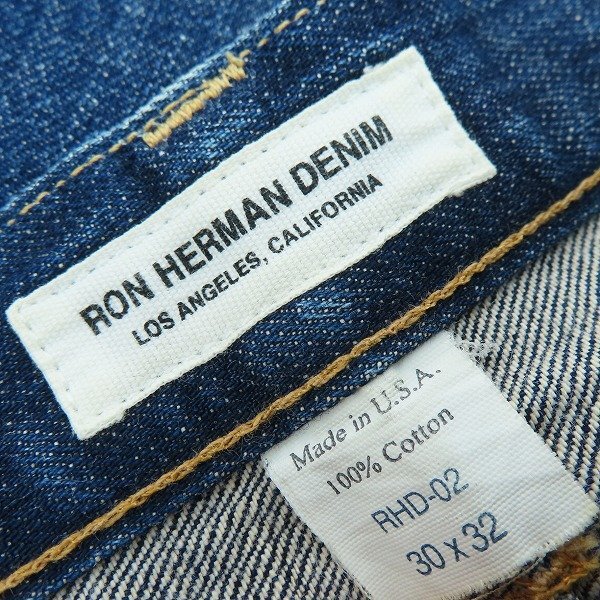 RON HERMAN DENIM
LOS ANGELES, CALIFORNIA
Made in U.S.A.
100% Cotton
RHD-02
30 x 32